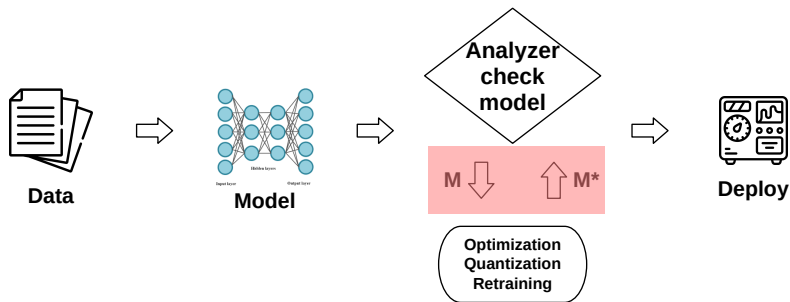 Data
Input layer
Hidden layers
Output layer
Model
Analyzer
check
model
M
M*
Optimization
Quantization
Retraining
Deploy